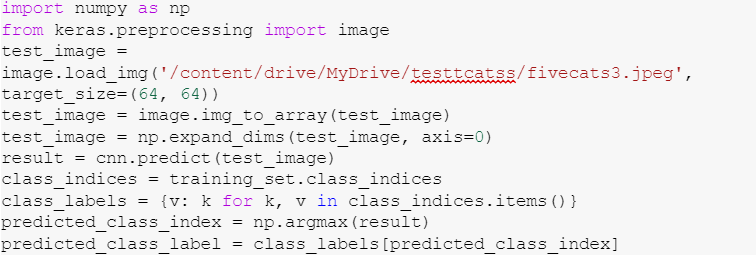 import numpy as np
from keras.preprocessing import image
test_image =
image.load_img('/content/drive/MyDrive/testtcatss/fivecats3.jpeg',
target_size=(64, 64))
test_image = image.img_to_array(test_image)
test_image = np.expand_dims(test_image, axis=0)
result = cnn.predict(test_image)
class_indices = training_set.class_indices
class_labels = {v: k for k, v in class_indices.items()}
predicted_class_index = np.argmax(result)
predicted_class_label = class_labels[predicted_class_index]